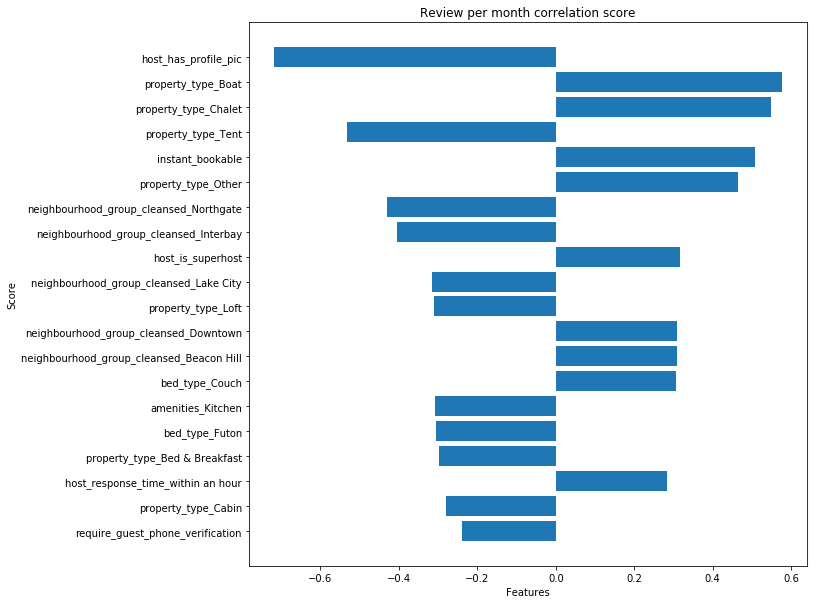 Review per month correlation score
host_has_profile_pic
property_type_Boat
property_type_Chalet
property_type_Tent
instant_bookable
property_type_Other
neighbourhood_group_cleansed_Northgate
neighbourhood_group_cleansed_Interbay
host_is_superhost
neighbourhood_group_cleansed_Lake City
property_type_Loft
neighbourhood_group_cleansed_Downtown
neighbourhood_group_cleansed_Beacon Hill
bed_type_Couch
amenities_Kitchen
bed_type_Futon
property_type_Bed & Breakfast
host_response_time_within an hour
property_type_Cabin
require_guest_phone_verification
Score
−0.6 −0.4 −0.2 0.0 0.2 0.4 0.6
Features